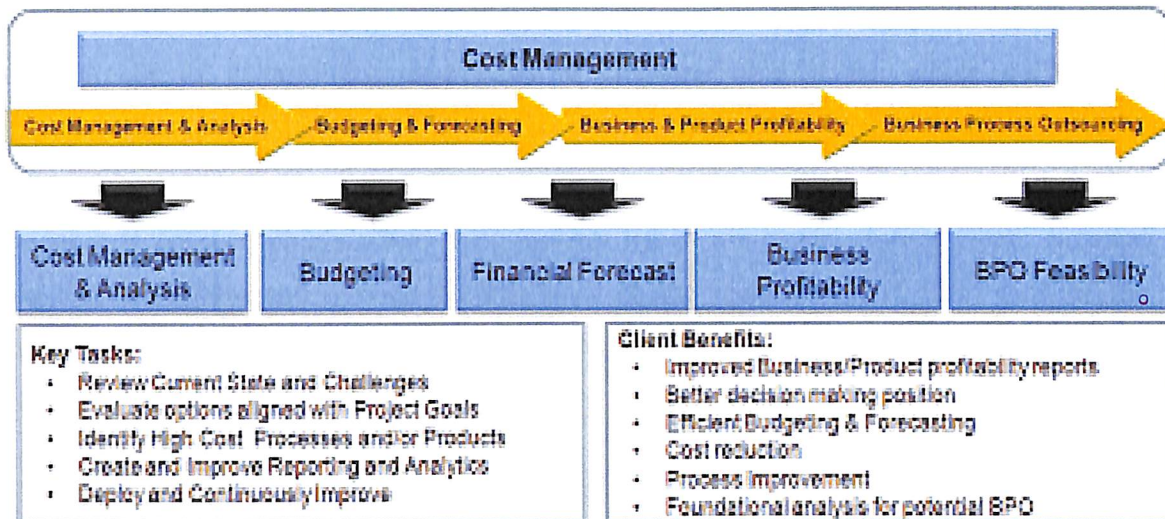 Cost Management
Cost Management & Analysis
Budgeting & Forecasting
Business & Product Profitability
Business Process Outsourcing
Cost Management
& Analysis
Budgeting
Financial Forecast
Business
Profitability
BPO Feasibility
Key Tasks:
• Review Current State and Challenges
• Evaluate options aligned with Project Goals
• Identify High Cost Processes and/or Products
• Create and Improve Reporting and Analytics
• Deploy and Continuously Improve
Client Benefits:
• Improved Business/Product profitability reports
• Better decision making position
• Efficient Budgeting & Forecasting
• Cost reduction
• Process Improvement
• Foundational analysis for potential BPO